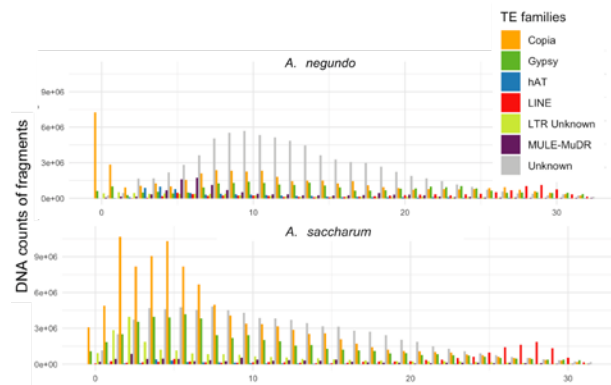 TE families
Copia
Gypsy
hAT
LINE
LTR Unknown
MULE-MuDR
Unknown
A. negundo
9e+06
6e+06
3e+06
0e+00
0
10
20
30
DNA counts of fragments
A. saccharum
9e+06
6e+06
3e+06
0e+00
0
10
20
30